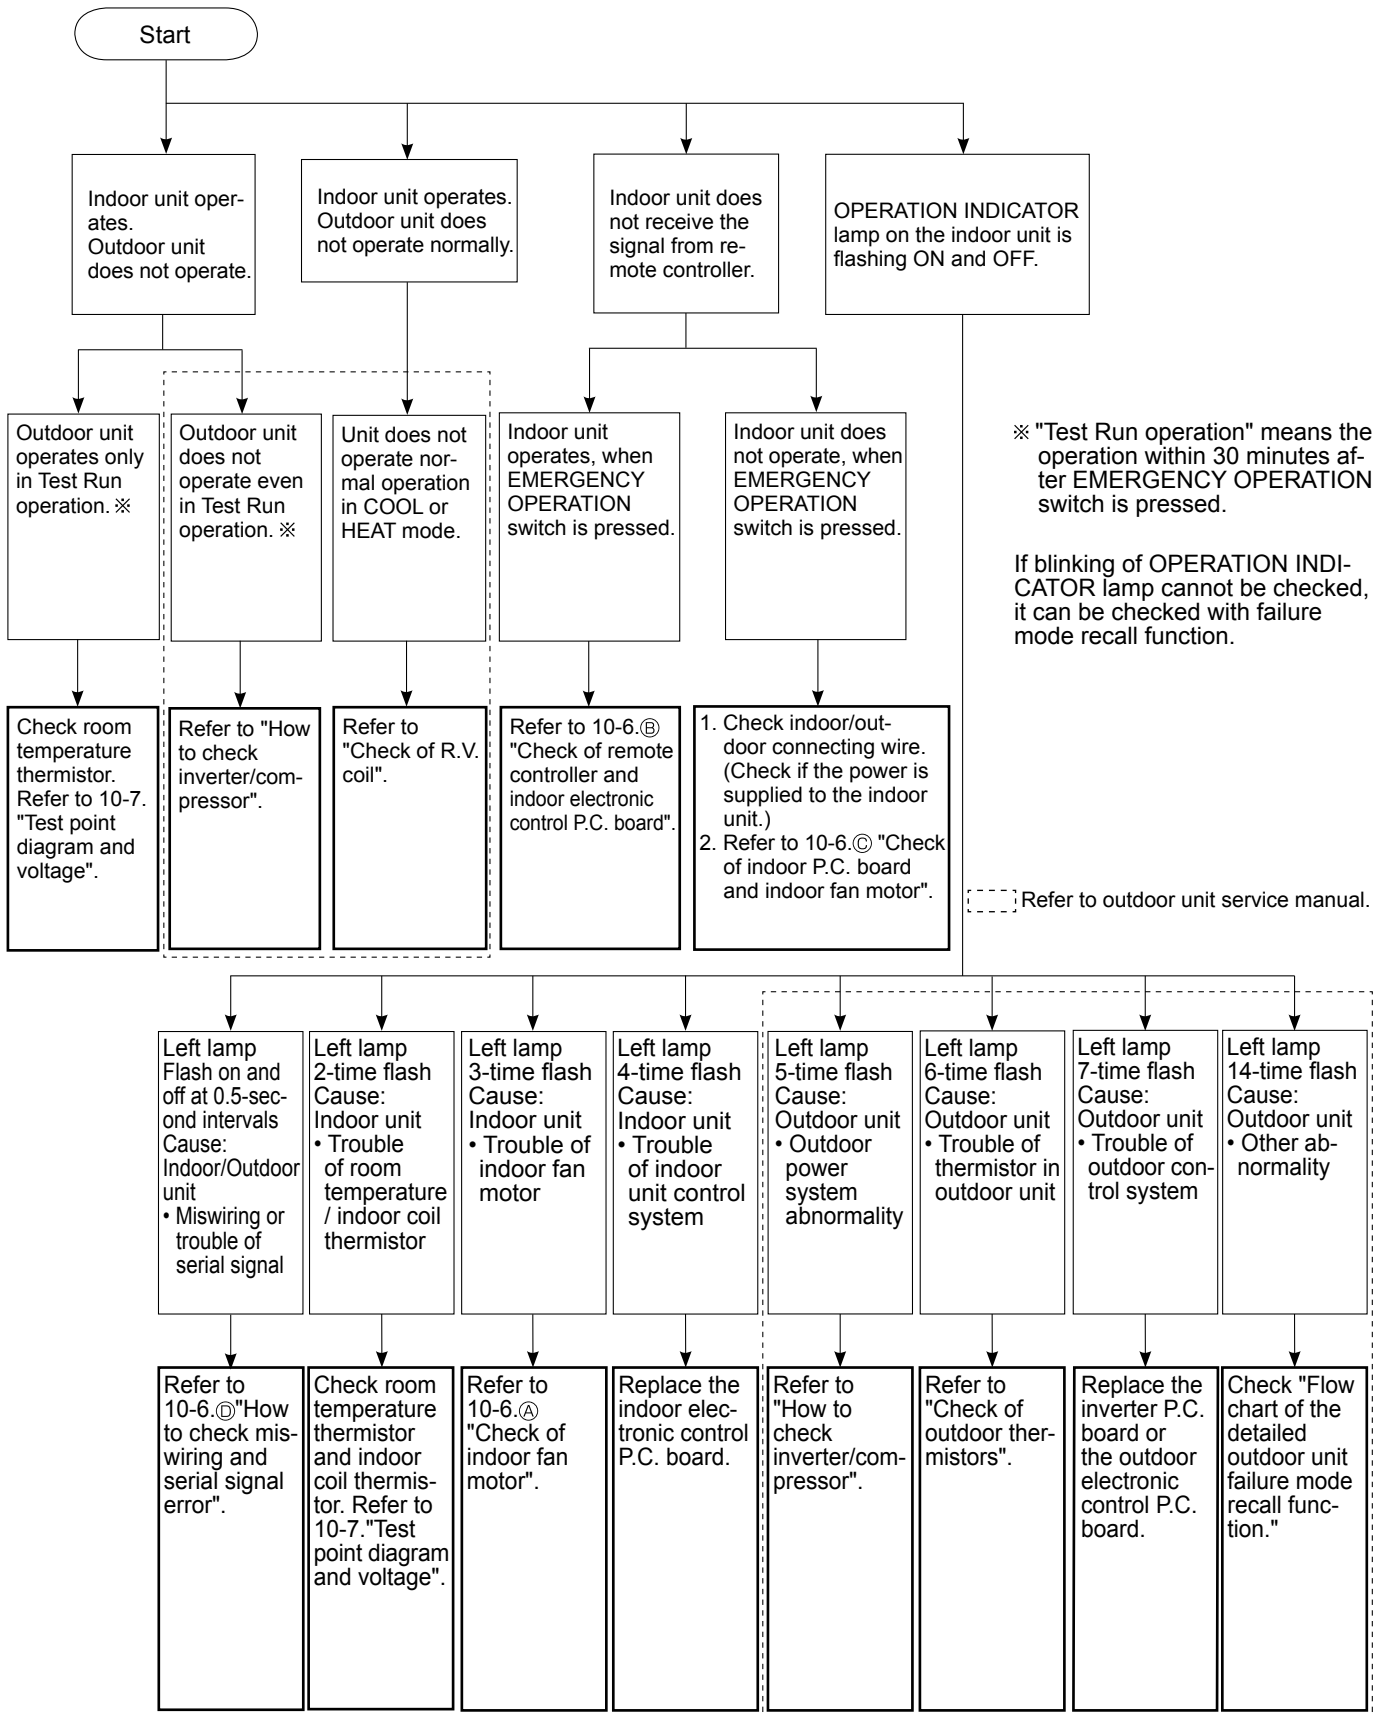 Start
Indoor unit oper-
ates.
Outdoor unit
does not operate.
Indoor unit operates.
Outdoor unit does
not operate normally.
Indoor unit does
not receive the
signal from re-
mote controller.
OPERATION INDICATOR
lamp on the indoor unit is
flashing ON and OFF.
Outdoor unit
operates only
in Test Run
operation. ※
Outdoor unit
does not
operate even
in Test Run
operation. ※
Unit does not
operate nor-
mal operation
in COOL or
HEAT mode.
Indoor unit
operates, when
EMERGENCY
OPERATION
switch is pressed.
Indoor unit does
not operate, when
EMERGENCY
OPERATION
switch is pressed.
※ "Test Run operation" means the
operation within 30 minutes af-
ter EMERGENCY OPERATION
switch is pressed.
If blinking of OPERATION INDI-
CATOR lamp cannot be checked,
it can be checked with failure
mode recall function.
Check room
temperature
thermistor.
Refer to 10-7.
"Test point
diagram and
voltage".
Refer to "How
to check
inverter/com-
pressor".
Refer to
"Check of R.V.
coil".
Refer to 10-6.Ⓑ
"Check of remote
controller and
indoor electronic
control P.C. board".
1. Check indoor/out-
door connecting wire.
(Check if the power is
supplied to the indoor
unit.)
2. Refer to 10-6.Ⓒ "Check
of indoor P.C. board
and indoor fan motor".
Refer to outdoor unit service manual.
Left lamp
Flash on and
off at 0.5-sec-
ond intervals
Cause:
Indoor/Outdoor
unit
• Miswiring or
trouble of
serial signal
Left lamp
2-time flash
Cause:
Indoor unit
• Trouble
of room
temperature
/ indoor coil
thermistor
Left lamp
3-time flash
Cause:
Indoor unit
• Trouble of
indoor fan
motor
Left lamp
4-time flash
Cause:
Indoor unit
• Trouble
of indoor
unit control
system
Left lamp
5-time flash
Cause:
Outdoor unit
• Outdoor
power
system
abnormality
Left lamp
6-time flash
Cause:
Outdoor unit
• Trouble of
thermistor in
outdoor unit
Left lamp
7-time flash
Cause:
Outdoor unit
• Trouble of
outdoor con-
trol system
Left lamp
14-time flash
Cause:
Outdoor unit
• Other ab-
normality
Refer to
10-6.Ⓓ"How
to check mis-
wiring and
serial signal
error".
Check room
temperature
thermistor
and indoor
coil thermis-
tor. Refer to
10-7."Test
point diagram
and voltage".
Refer to
10-6.Ⓐ
"Check of
indoor fan
motor".
Replace the
indoor elec-
tronic control
P.C. board.
Refer to
"How to
check
inverter/com-
pressor".
Refer to
"Check of
outdoor ther-
mistors".
Replace the
inverter P.C.
board or
the outdoor
electronic
control P.C.
board.
Check "Flow
chart of the
detailed
outdoor unit
failure mode
recall func-
tion."